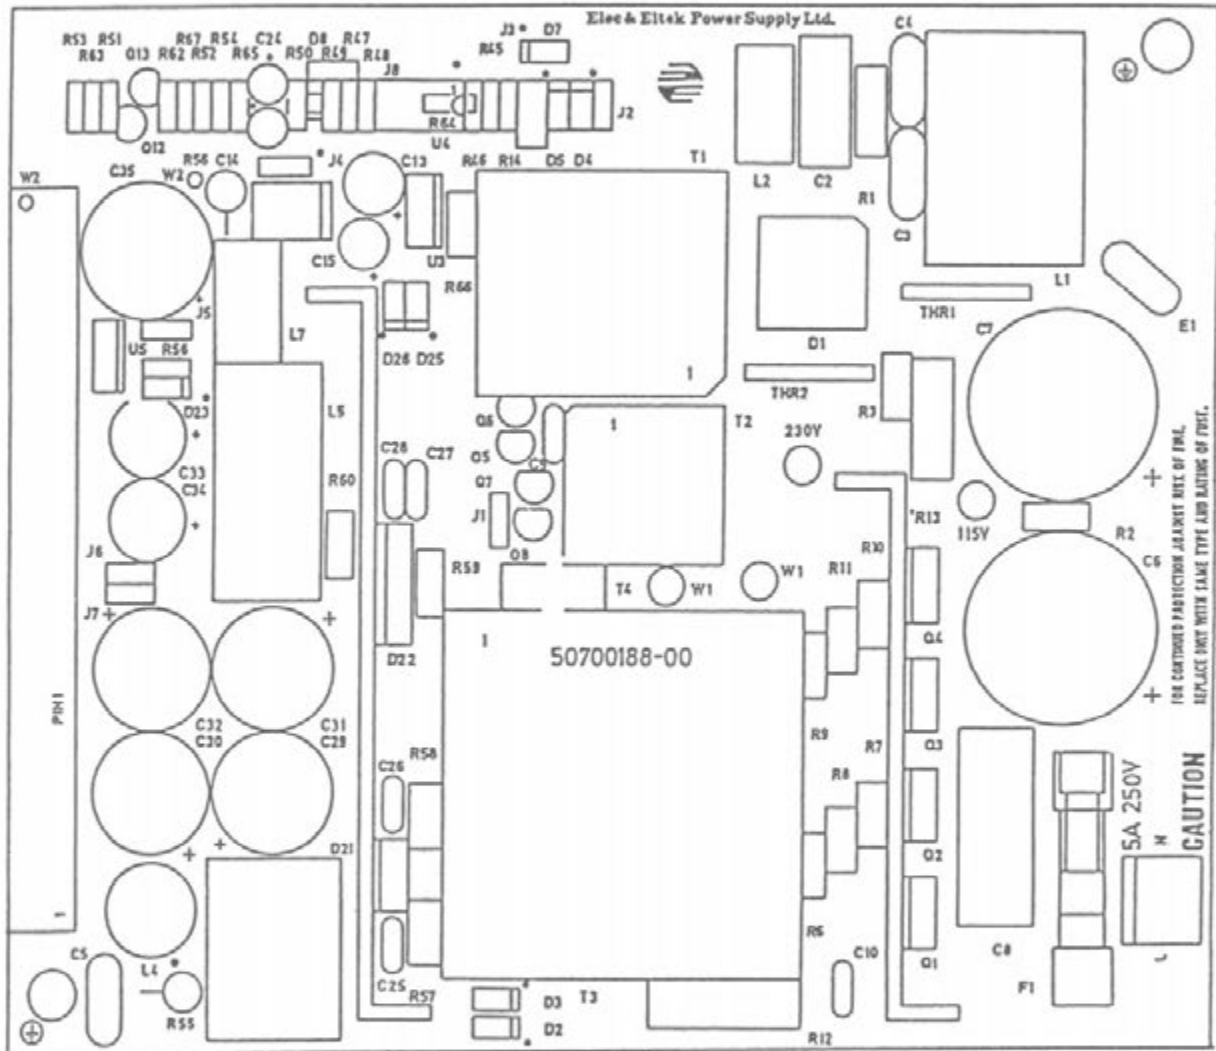 Elec & Eltek Power Supply Ltd.
J3 D7
R53 R51 R67 R54 C24 D8 R47
R63 Q13 R62 R52 R65 R50 R49 R48
R45
C4
J8
1
R64
J2
U4
Q12
R56 C14 J4 C13 R46 R14 D5 D4 T1
W2
C35
W2
L2 C2 R1
C3
C15 U3
R66
L1
J5
L7
THR1
E1
C7
U5 R56
D26 D25
D1
1
THR2
D23
L5
Q6
1
T2
R3
230V
C28 C27
Q5
C9
C33
C34
R60
Q7
J1
R13
115V
R2
C6
J6
Q8
R59
R10
R11
T4 W1 W1
J7
D22
1
50700188-00
Q4
PIN1
C32 C31
C30 C29
R58
R9
R7
Q3
C26
R8
D21
Q2
5A 250V
CAUTION
FOR CONTINUED PROTECTION AGAINST RISK OF FIRE,
REPLACE ONLY WITH SAME TYPE AND RATING OF FUSE.
N
1
C5
L4
R6
C10
C8
L
Q1
C25
R57
F1
R55
D3 T3
D2
R12